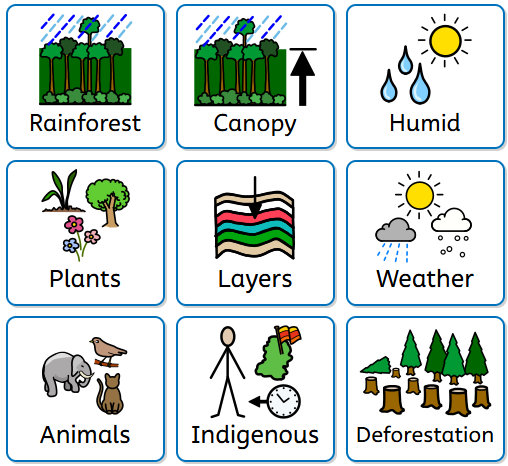 Rainforest
Canopy
Humid
Plants
Layers
Weather
Animals
Indigenous
Deforestation